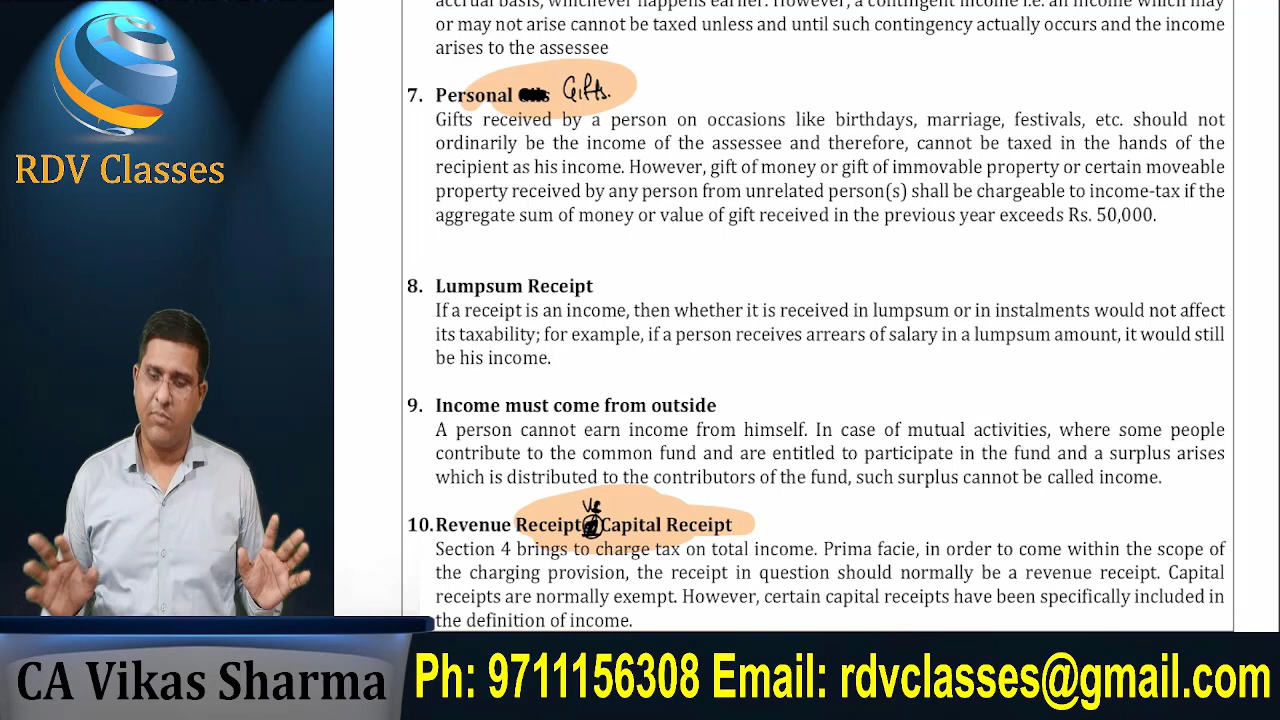 accrual basis, whichever happens earlier. However, a contingent income i.e. an income which may
or may not arise cannot be taxed unless and until such contingency actually occurs and the income
arises to the assessee
7. Personal Gifts.
Gifts received by a person on occasions like birthdays, marriage, festivals, etc. should not
ordinarily be the income of the assessee and therefore, cannot be taxed in the hands of the
recipient as his income. However, gift of money or gift of immovable property or certain moveable
property received by any person from unrelated person(s) shall be chargeable to income-tax if the
aggregate sum of money or value of gift received in the previous year exceeds Rs. 50,000.
8. Lumpsum Receipt
If a receipt is an income, then whether it is received in lumpsum or in instalments would not affect
its taxability; for example, if a person receives arrears of salary in a lumpsum amount, it would still
be his income.
9. Income must come from outside
A person cannot earn income from himself. In case of mutual activities, where some people
contribute to the common fund and are entitled to participate in the fund and a surplus arises
which is distributed to the contributors of the fund, such surplus cannot be called income.
10. Revenue Receipt Vs Capital Receipt
Section 4 brings to charge tax on total income. Prima facie, in order to come within the scope of
the charging provision, the receipt in question should normally be a revenue receipt. Capital
receipts are normally exempt. However, certain capital receipts have been specifically included in
the definition of income.
RDV Classes
CA Vikas Sharma
Ph: 9711156308 Email: rdvclasses@gmail.com